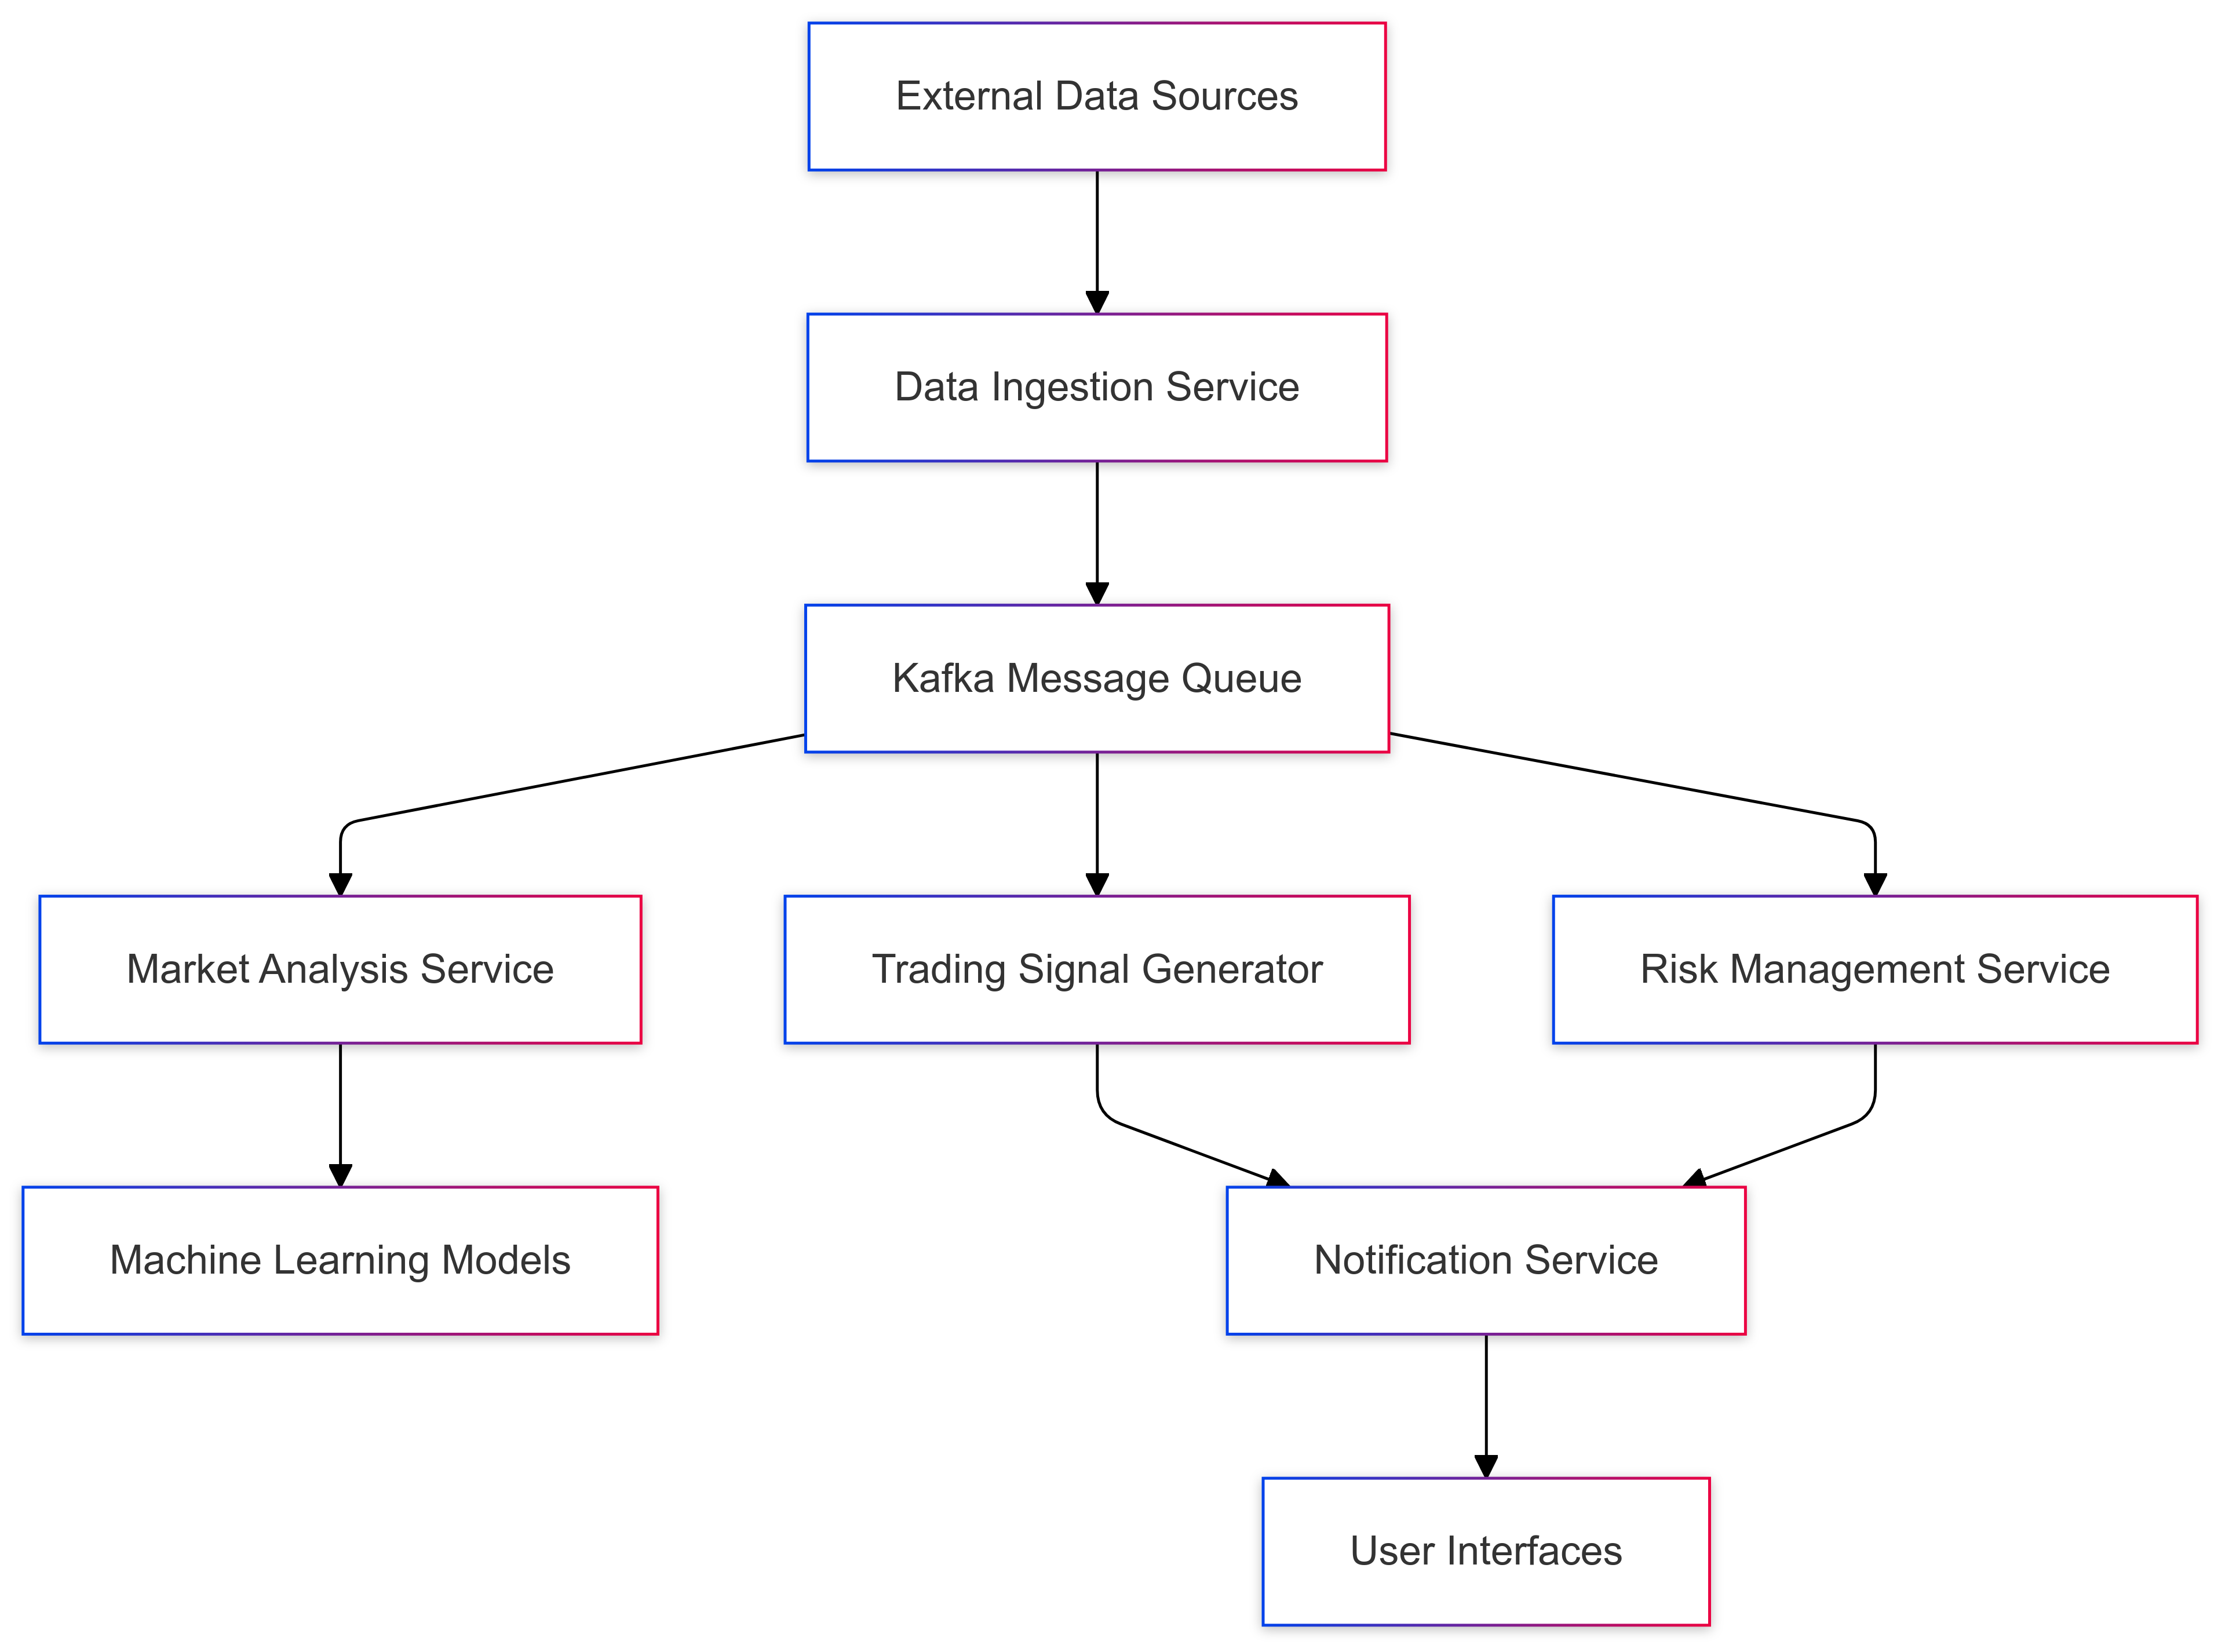 External Data Sources
Data Ingestion Service
Kafka Message Queue
Market Analysis Service
Trading Signal Generator
Risk Management Service
Machine Learning Models
Notification Service
User Interfaces